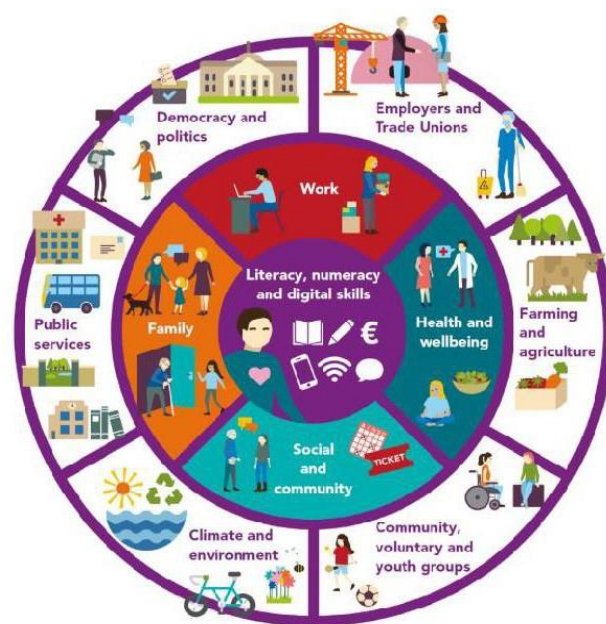 Democracy and
politics
Employers and
Trade Unions
Work
Literacy, numeracy
and digital skills
€
Public
services
Family
Health and
wellbeing
Farming
and
agriculture
Social
and
community
TICKET
Climate and
environment
Community,
voluntary and
youth groups